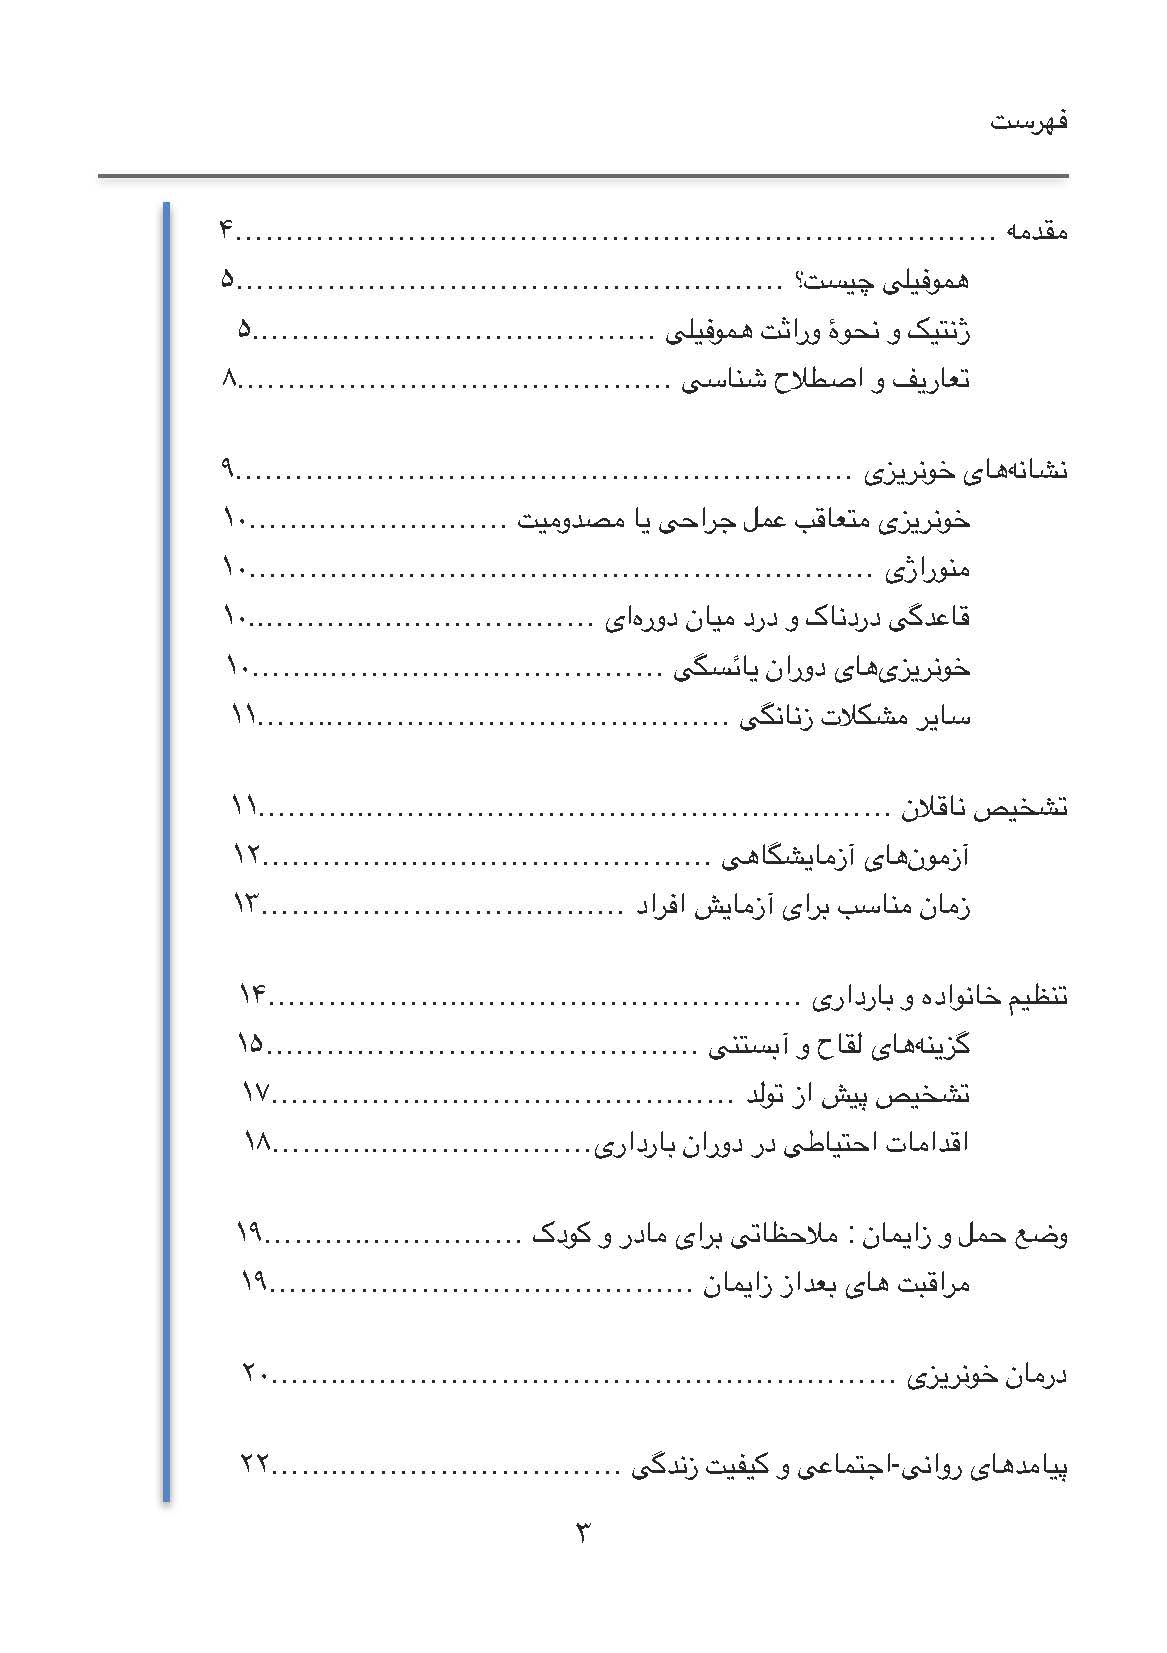 فهرست
مقدمه ........................................................................۴
هموفیلی چیست؟ ....................................................۵
ژنتیک و نحوۀ وراثت هموفیلی .......................................۵
تعاریف و اصطلاح شناسی ..........................................۸
نشانه‌های خونریزی ...........................................................۹
خونریزی متعاقب عمل جراحی یا مصدومیت .........................۱۰
منوراژی ............................................................۱۰
قاعدگی دردناک و درد میان دوره‌ای .................................۱۰
خونریزی‌های دوران یائسگی .......................................۱۰
سایر مشکلات زنانگی .............................................۱۱
تشخیص ناقلان .............................................................۱۱
آزمون‌های آزمایشگاهی ...........................................۱۲
زمان مناسب برای آزمایش افراد ...................................۱۳
تنظیم خانواده و بارداری ...................................................۱۴
گزینه‌های لقاح و آبستنی .........................................۱۵
تشخیص پیش از تولد ............................................۱۷
اقدامات احتیاطی در دوران بارداری...............................۱۸
وضع حمل و زایمان : ملاحظاتی برای مادر و کودک .........................۱۹
مراقبت های بعداز زایمان .........................................۱۹
درمان خونریزی ............................................................۲۰
پیامدهای روانی-اجتماعی و کیفیت زندگی ..................................۲۲
۳